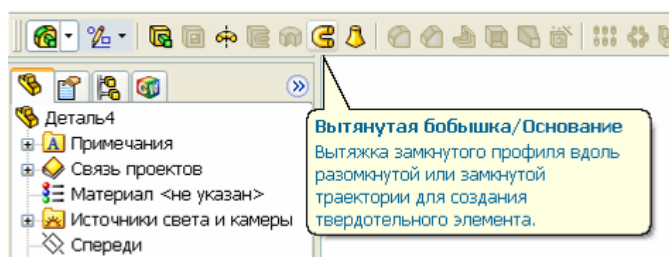 Деталь4
Примечания
Связь проектов
Материал <не указан>
Источники света и камеры
Спереди
Вытянутая бобышка/Основание
Вытяжка замкнутого профиля вдоль
разомкнутой или замкнутой
траектории для создания
твердотельного элемента.